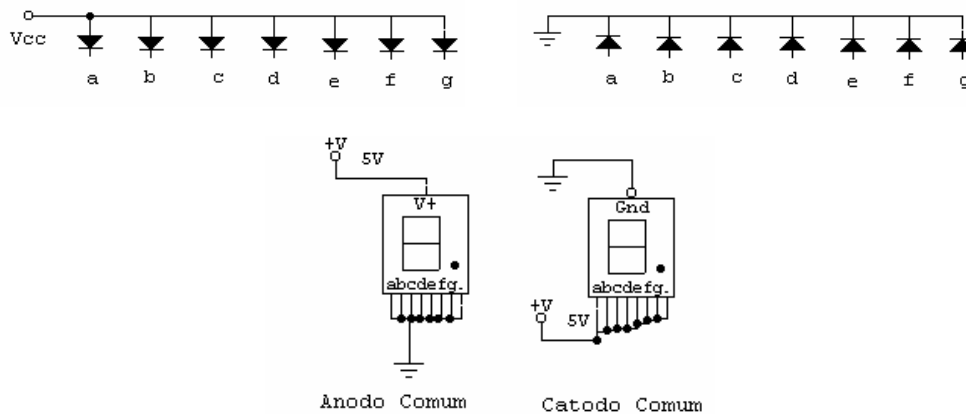 Vcc
a b c d e f g
a b c d e f g
+V
5V
V+
abcdefg.
Gnd
abcdefg.
+V
5V
Anodo Comum
Catodo Comum